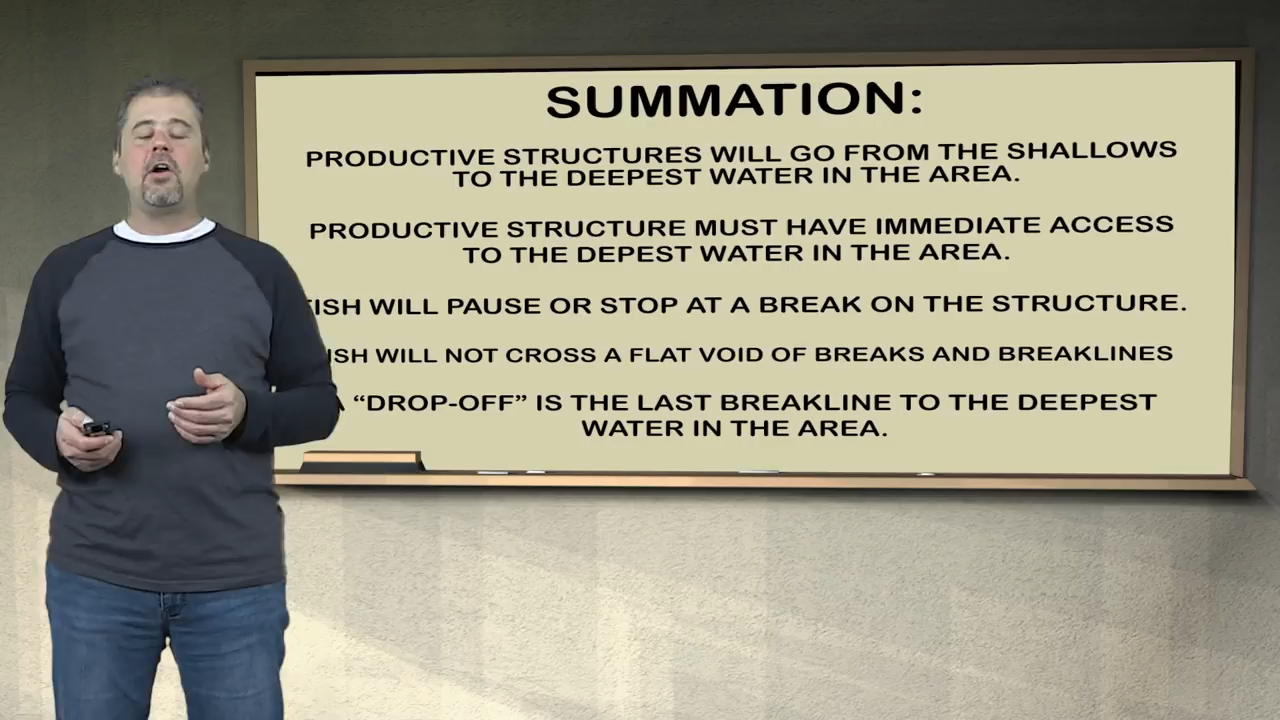 SUMMATION:
PRODUCTIVE STRUCTURES WILL GO FROM THE SHALLOWS
TO THE DEEPEST WATER IN THE AREA.
PRODUCTIVE STRUCTURE MUST HAVE IMMEDIATE ACCESS
TO THE DEPEST WATER IN THE AREA.
FISH WILL PAUSE OR STOP AT A BREAK ON THE STRUCTURE.
FISH WILL NOT CROSS A FLAT VOID OF BREAKS AND BREAKLINES
A “DROP-OFF” IS THE LAST BREAKLINE TO THE DEEPEST
WATER IN THE AREA.